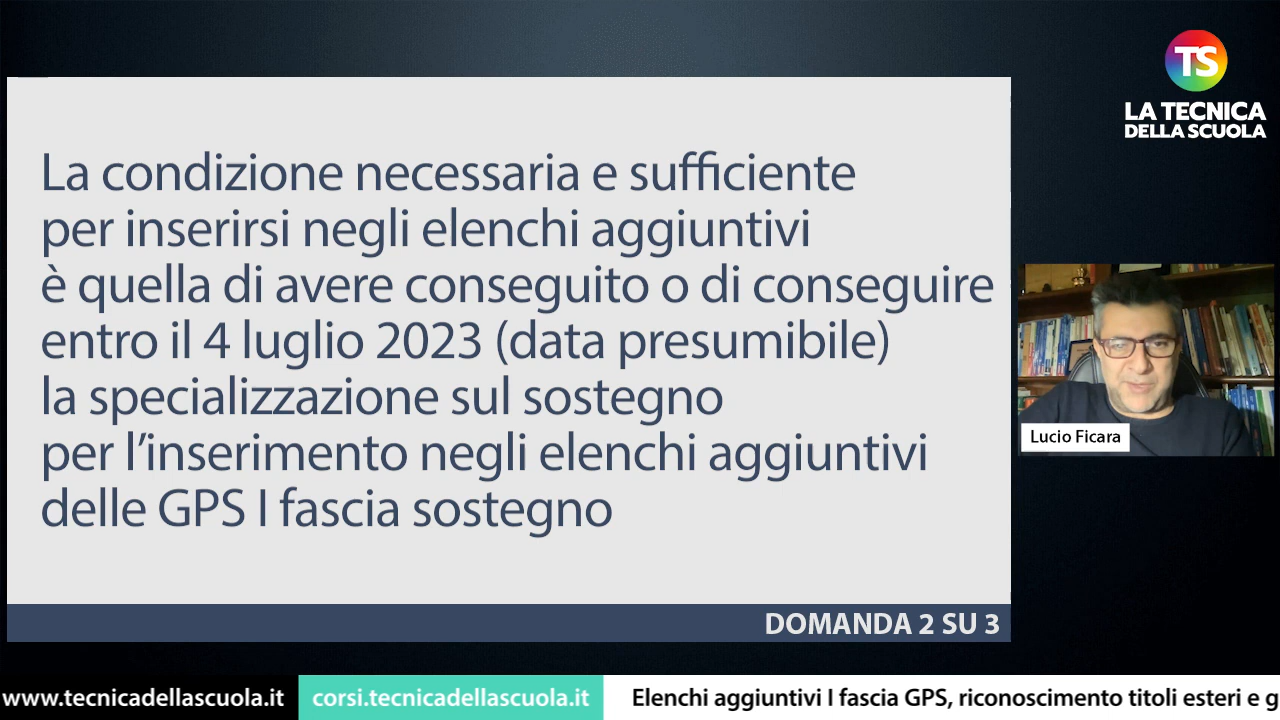 TS
LA TECNICA
DELLA SCUOLA
La condizione necessaria e sufficiente
per inserirsi negli elenchi aggiuntivi
è quella di avere conseguito o di conseguire
entro il 4 luglio 2023 (data presumibile)
la specializzazione sul sostegno
per l’inserimento negli elenchi aggiuntivi
delle GPS I fascia sostegno
Lucio Ficara
DOMANDA 2 SU 3
www.tecnicadellascuola.it
corsi.tecnicadellascuola.it
Elenchi aggiuntivi I fascia GPS, riconoscimento titoli esteri e g